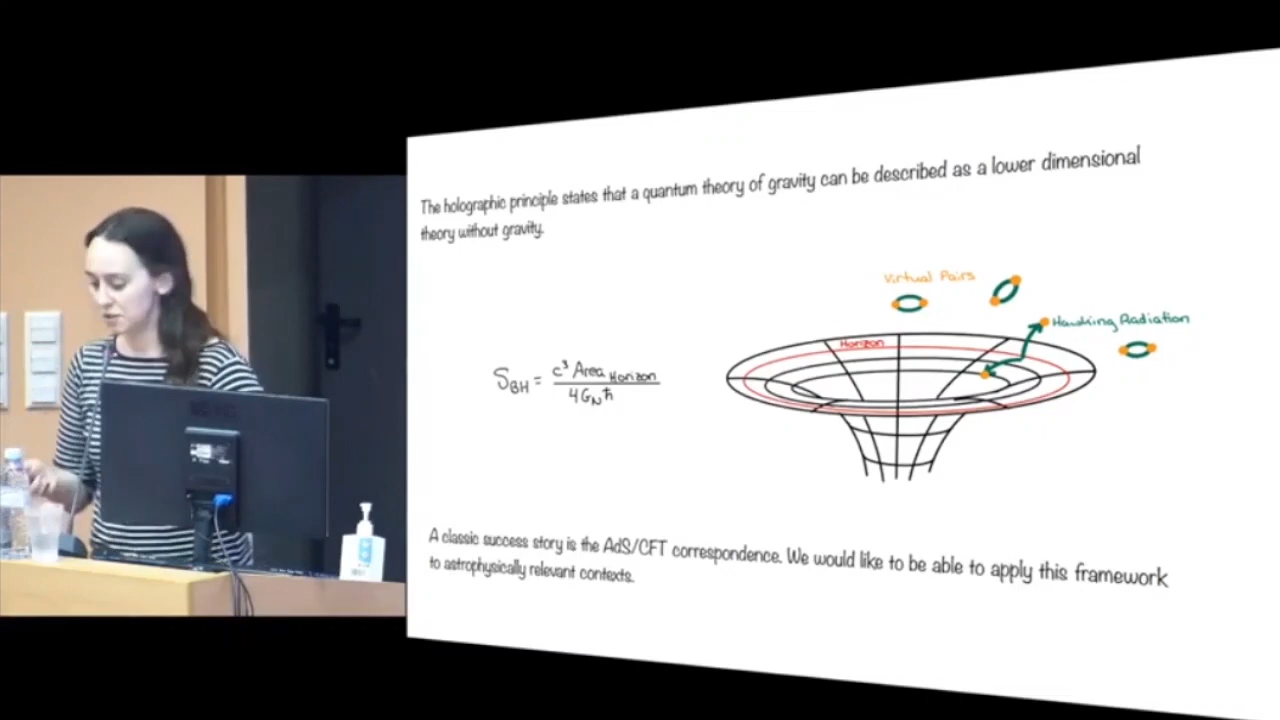 The holographic principle states that a quantum theory of gravity can be described as a lower dimensional
theory without gravity.
Virtual Pairs
Hawking Radiation
Horizon
S_BH = c³ Area_Horizon / 4G_Nħ
A classic success story is the AdS/CFT correspondence. We would like to be able to apply this framework
to astrophysically relevant contexts.